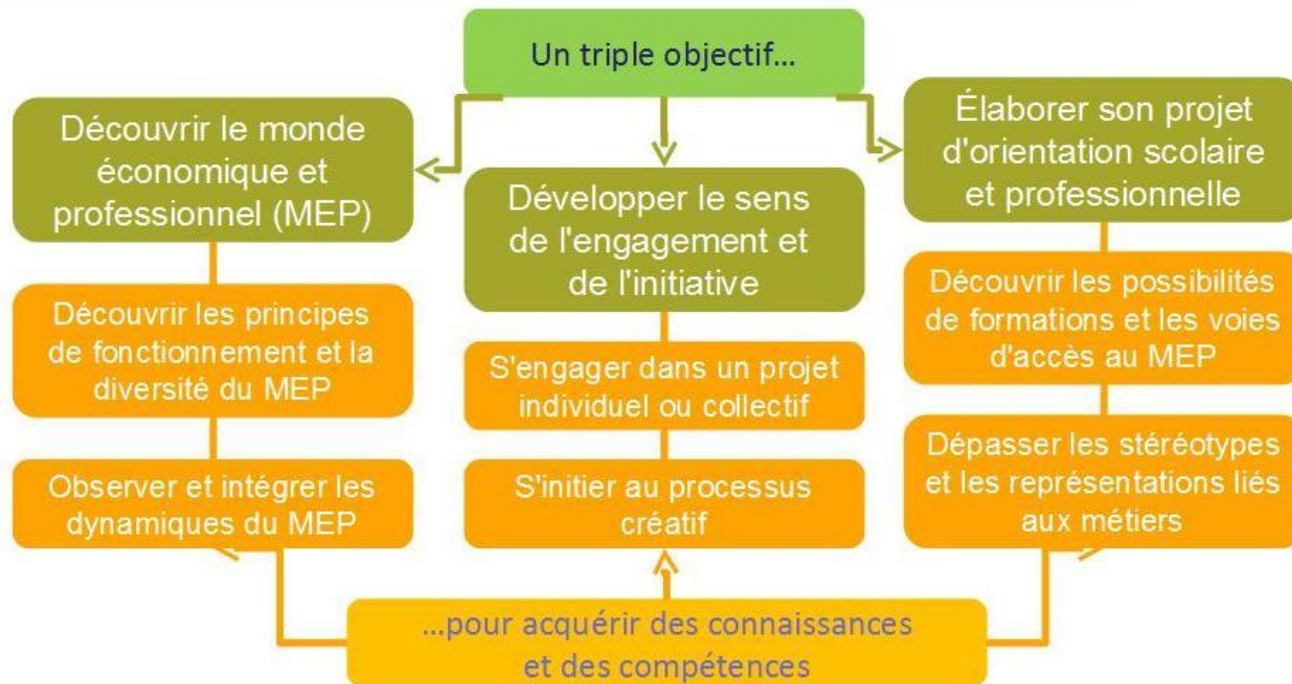 Un triple objectif...
Découvrir le monde
économique et
professionnel (MEP)
Découvrir les principes
de fonctionnement et la
diversité du MEP
Observer et intégrer les
dynamiques du MEP
Développer le sens
de l'engagement et
de l'initiative
S'engager dans un projet
individuel ou collectif
S'initier au processus
créatif
Élaborer son projet
d'orientation scolaire
et professionnelle
Découvrir les possibilités
de formations et les voies
d'accès au MEP
Dépasser les stéréotypes
et les représentations liés
aux métiers
...pour acquérir des connaissances
et des compétences